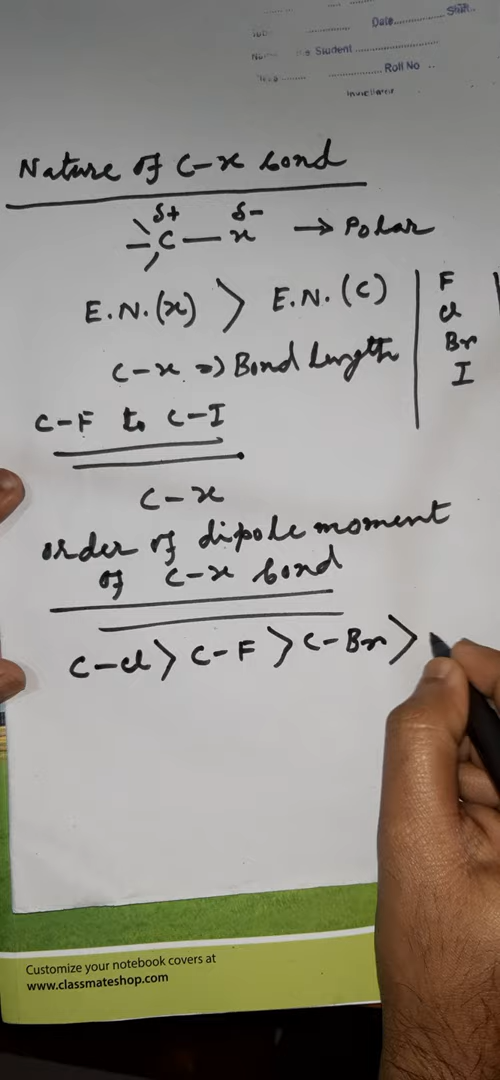 Date............... Shift..
Student ............................
............... Roll No ..
Nature of C-x bond
δ+ δ-
C — x → Polar
E.N.(x) > E.N.(C)
F
Cl
Br
I
C-x ⇒ Bond Length
C-F to C-I
C-x
order of dipole moment
of C-x bond
C-Cl > C-F > C-Br >
Customize your notebook covers at
www.classmateshop.com